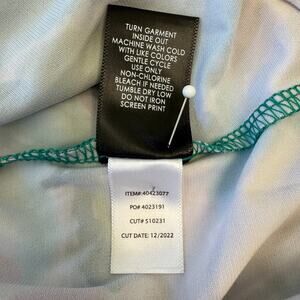 TURN GARMENT
INSIDE OUT
MACHINE WASH COLD
WITH LIKE COLORS
GENTLE CYCLE
USE ONLY
NON-CHLORINE
BLEACH IF NEEDED
TUMBLE DRY LOW
DO NOT IRON
SCREEN PRINT
ITEM#:40423077
PO# 4023191
CUT# S10231
CUT DATE: 12/2022